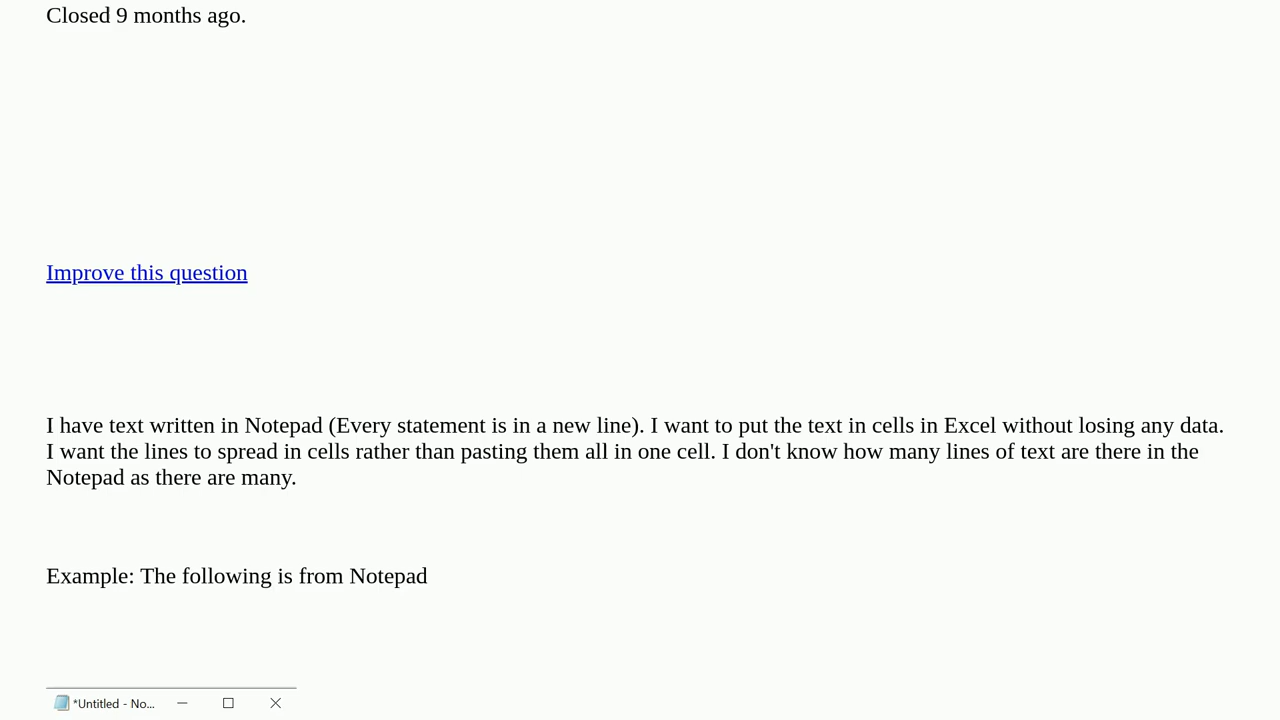 Closed 9 months ago.
Improve this question
I have text written in Notepad (Every statement is in a new line). I want to put the text in cells in Excel without losing any data.
I want the lines to spread in cells rather than pasting them all in one cell. I don't know how many lines of text are there in the
Notepad as there are many.
Example: The following is from Notepad
*Untitled - No...